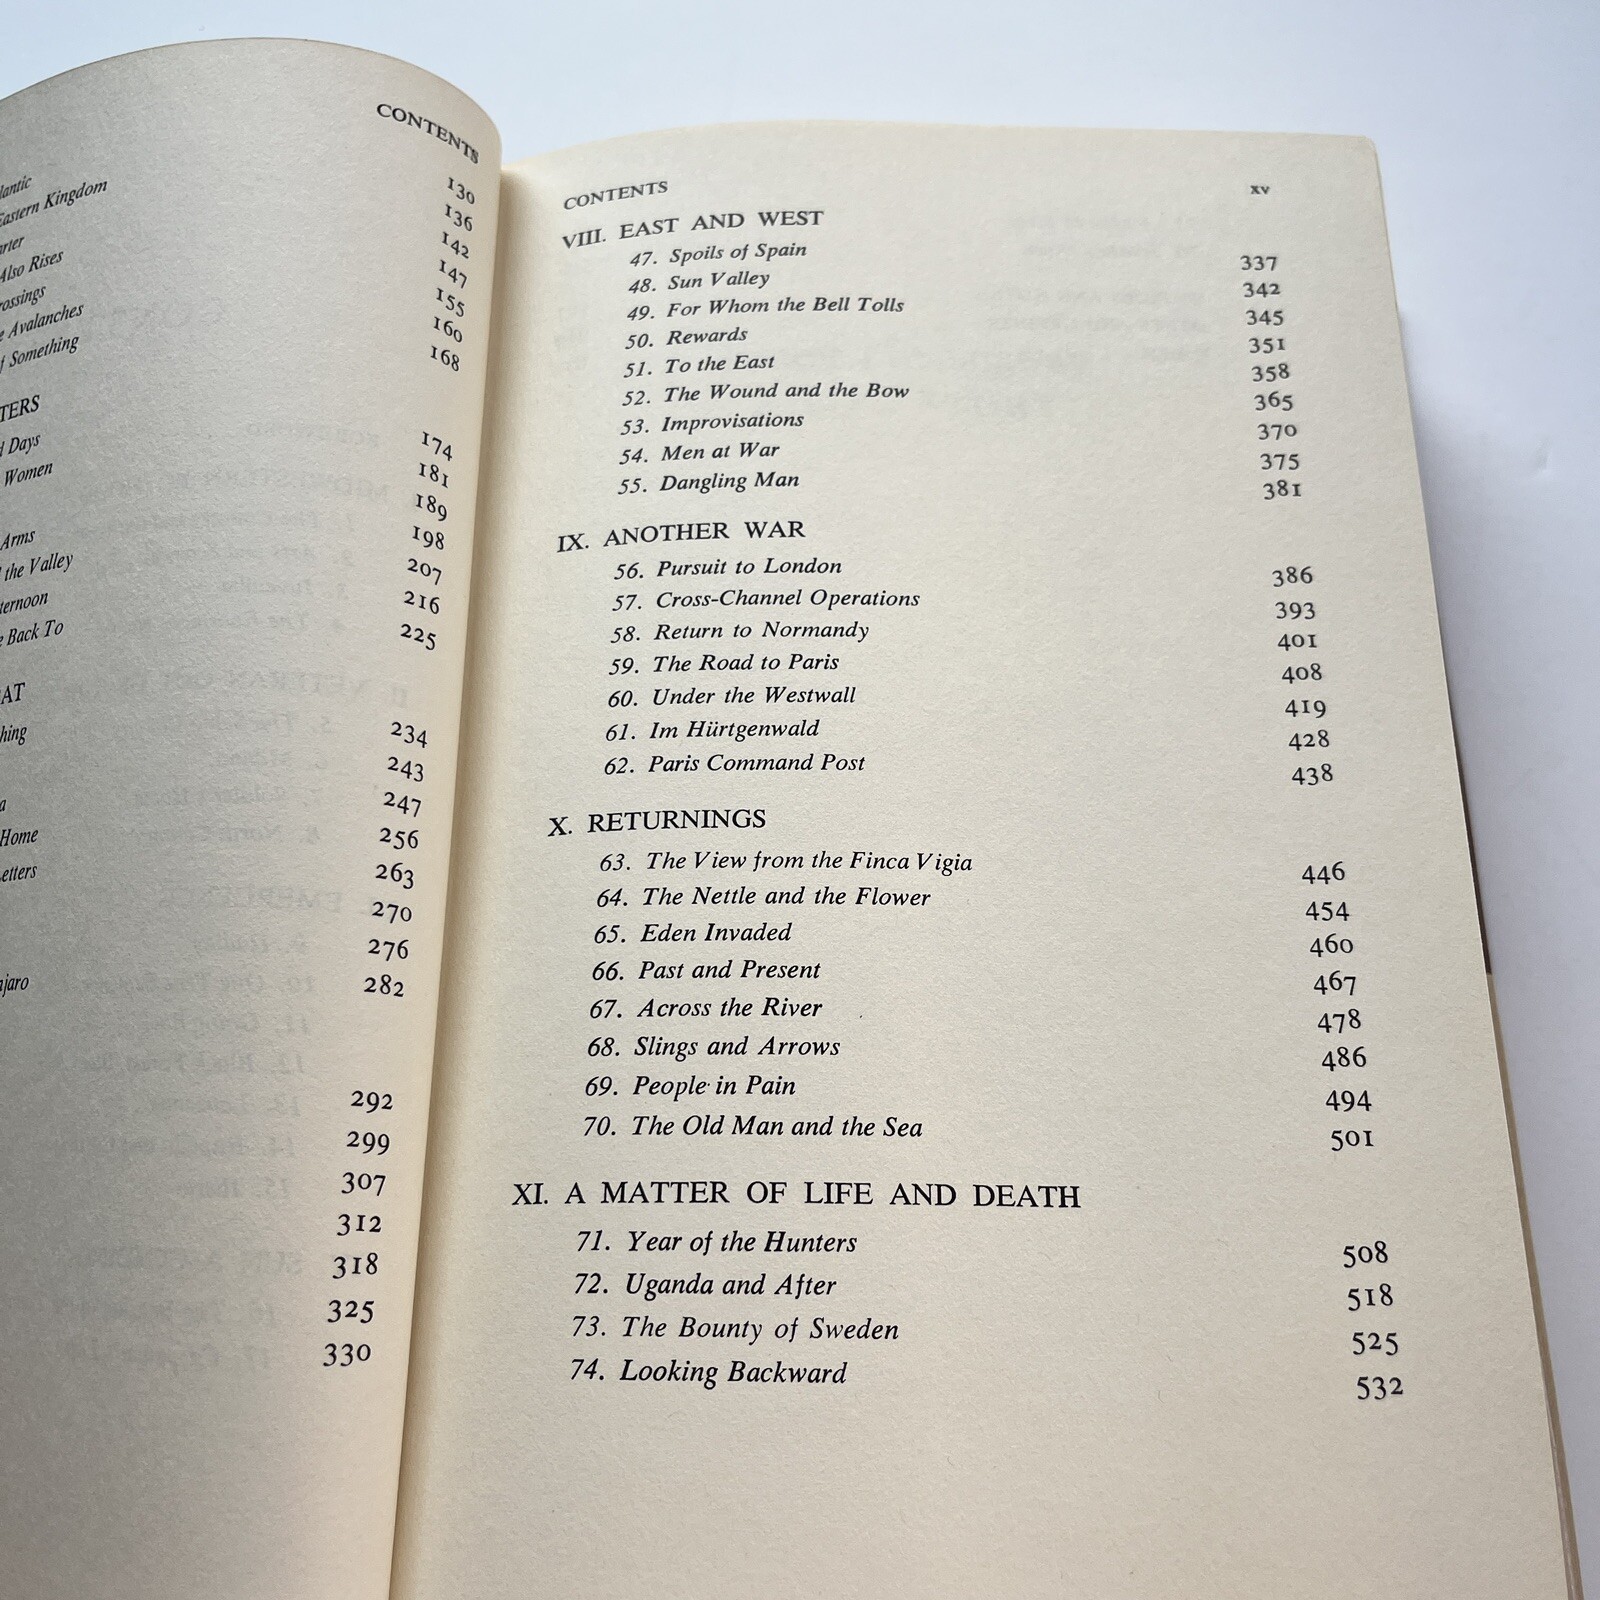 CONTENTS
130
Eastern Kingdom 136
142
Also Rises 147
155
Avalanches 160
Something 168
Days 174
Women 181
189
Arms 198
the Valley 207
216
Back To 225
234
243
247
Home 256
263
270
276
282
292
299
307
312
318
325
330
CONTENTS xv
VIII. EAST AND WEST
47. Spoils of Spain 337
48. Sun Valley 342
49. For Whom the Bell Tolls 345
50. Rewards 351
51. To the East 358
52. The Wound and the Bow 365
53. Improvisations 370
54. Men at War 375
55. Dangling Man 381
IX. ANOTHER WAR
56. Pursuit to London 386
57. Cross-Channel Operations 393
58. Return to Normandy 401
59. The Road to Paris 408
60. Under the Westwall 419
61. Im Hürtgenwald 428
62. Paris Command Post 438
X. RETURNINGS
63. The View from the Finca Vigia 446
64. The Nettle and the Flower 454
65. Eden Invaded 460
66. Past and Present 467
67. Across the River 478
68. Slings and Arrows 486
69. People in Pain 494
70. The Old Man and the Sea 501
XI. A MATTER OF LIFE AND DEATH
71. Year of the Hunters 508
72. Uganda and After 518
73. The Bounty of Sweden 525
74. Looking Backward 532